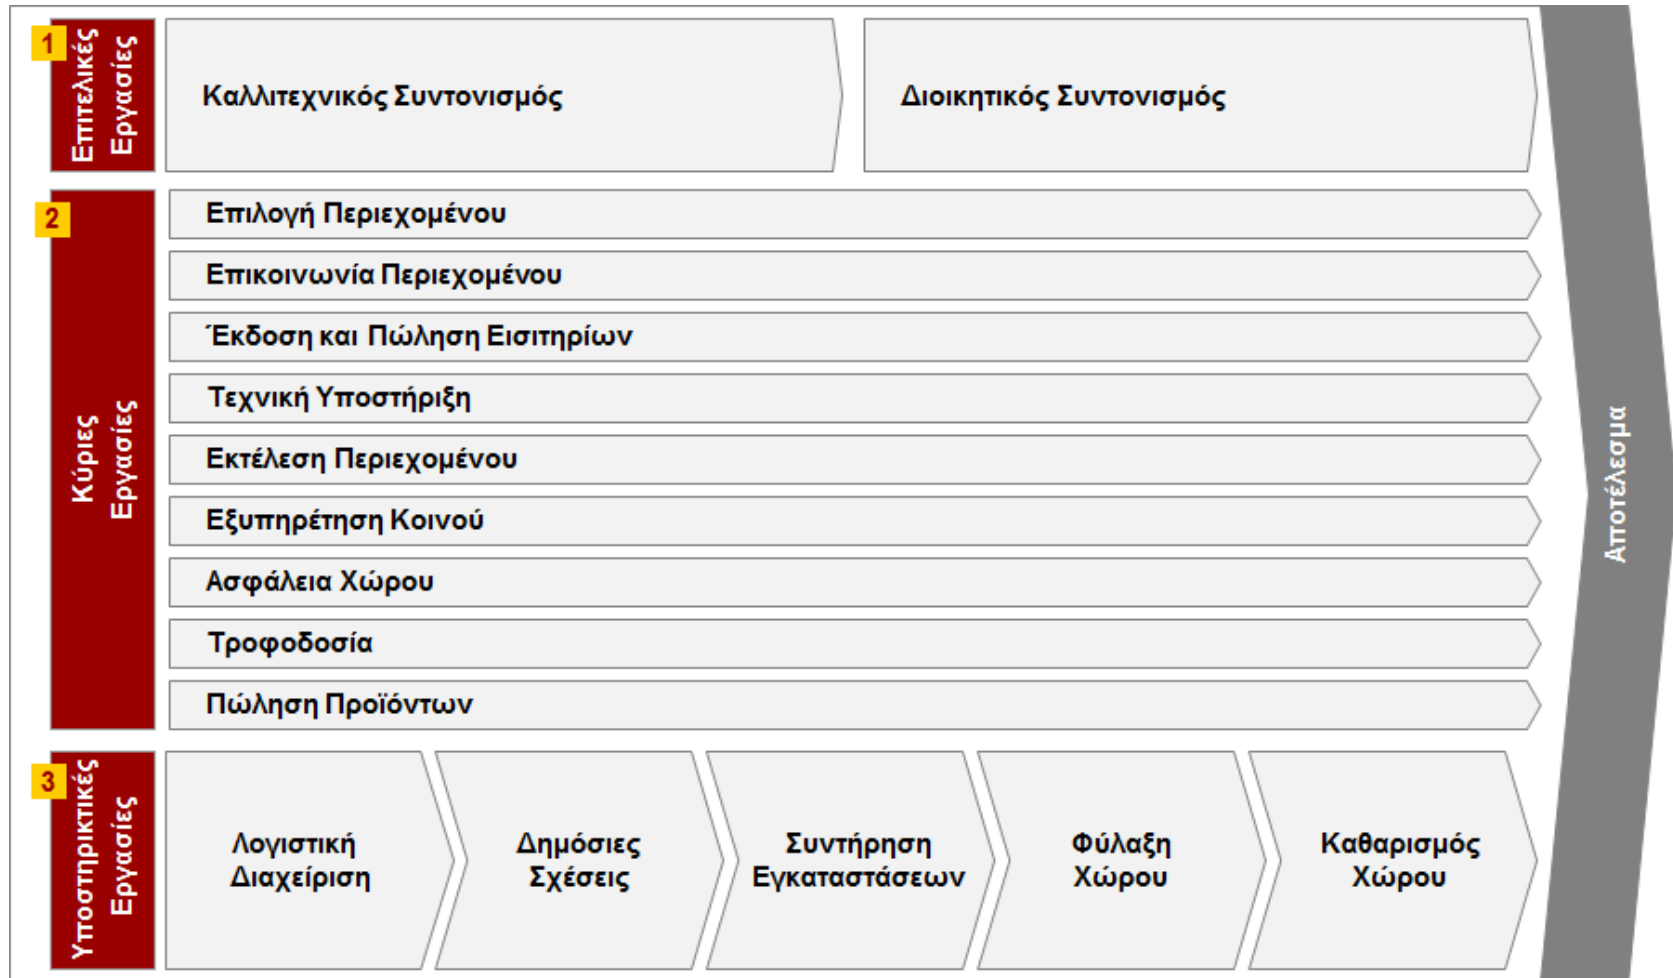 1
Επιτελικές
Εργασίες
Καλλιτεχνικός Συντονισμός
Διοικητικός Συντονισμός
2
Κύριες
Εργασίες
Επιλογή Περιεχομένου
Επικοινωνία Περιεχομένου
Έκδοση και Πώληση Εισιτηρίων
Τεχνική Υποστήριξη
Εκτέλεση Περιεχομένου
Εξυπηρέτηση Κοινού
Ασφάλεια Χώρου
Τροφοδοσία
Πώληση Προϊόντων
3
Υποστηρικτικές
Εργασίες
Λογιστική
Διαχείριση
Δημόσιες
Σχέσεις
Συντήρηση
Εγκαταστάσεων
Φύλαξη
Χώρου
Καθαρισμός
Χώρου
Αποτέλεσμα